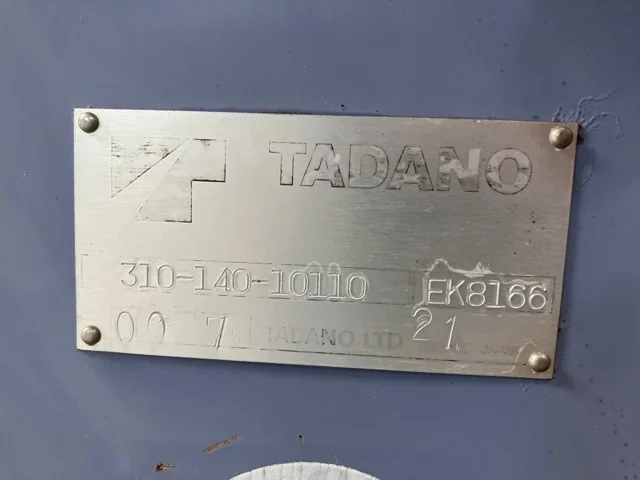 TADANO
310-140-10110 EK8166
00 7 TADANO LTD 21